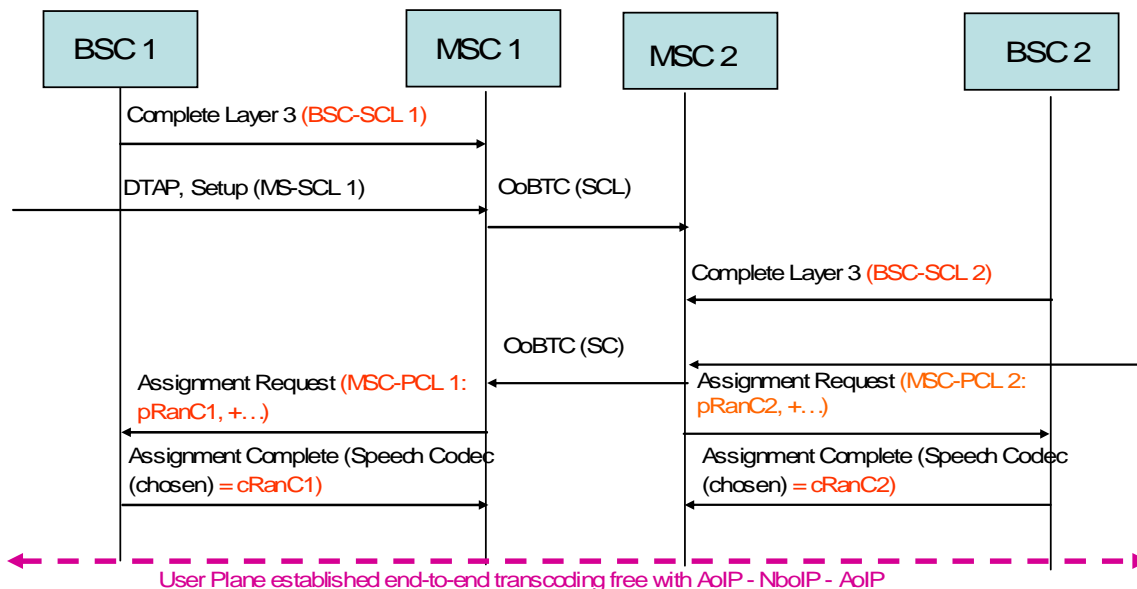 BSC 1
MSC 1
MSC 2
BSC 2
Complete Layer 3 (BSC-SCL 1)
DTAP, Setup (MS-SCL 1)
OoBTC (SCL)
Complete Layer 3 (BSC-SCL 2)
OoBTC (SC)
Assignment Request (MSC-PCL 1:
pRanC1, +…)
Assignment Request (MSC-PCL 2:
pRanC2, +…)
Assignment Complete (Speech Codec
(chosen) = cRanC1)
Assignment Complete (Speech Codec
(chosen) = cRanC2)
User Plane established end-to-end transcoding free with AoIP - NboIP - AoIP